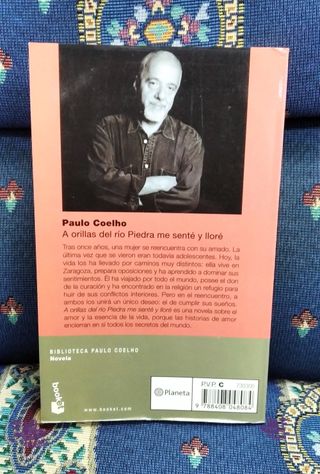 Paulo Coelho
A orillas del río Piedra me senté y lloré
Tras once años, una mujer se reencuentra con su amado. La
última vez que se vieron eran todavía adolescentes. Hoy, la
vida los ha llevado por caminos muy distintos: ella vive en
Zaragoza, prepara oposiciones y ha aprendido a dominar sus
sentimientos. Él ha viajado por todo el mundo, posee el don
de la curación y ha encontrado en la religión un refugio para
huir de sus conflictos interiores. Pero en el reencuentro, a
ambos los unirá un único deseo: el de cumplir sus sueños.
A orillas del río Piedra me senté y lloré es una novela sobre el
amor y la esencia de la vida, porque las historias de amor
encierran en sí todos los secretos del mundo.
BIBLIOTECA PAULO COELHO
Novela
booket
www.booket.com
Planeta
P.V.P. C
9 788408 048084